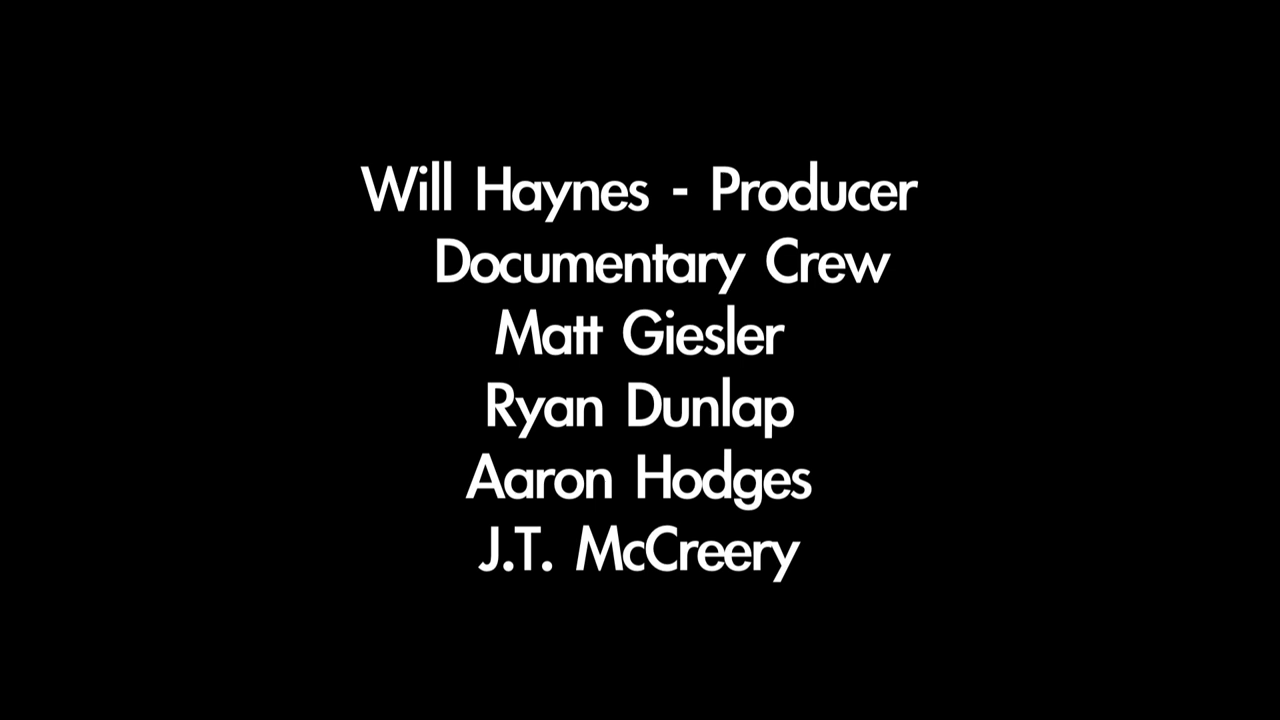 Will Haynes - Producer
Documentary Crew
Matt Giesler
Ryan Dunlap
Aaron Hodges
J.T. McCreery